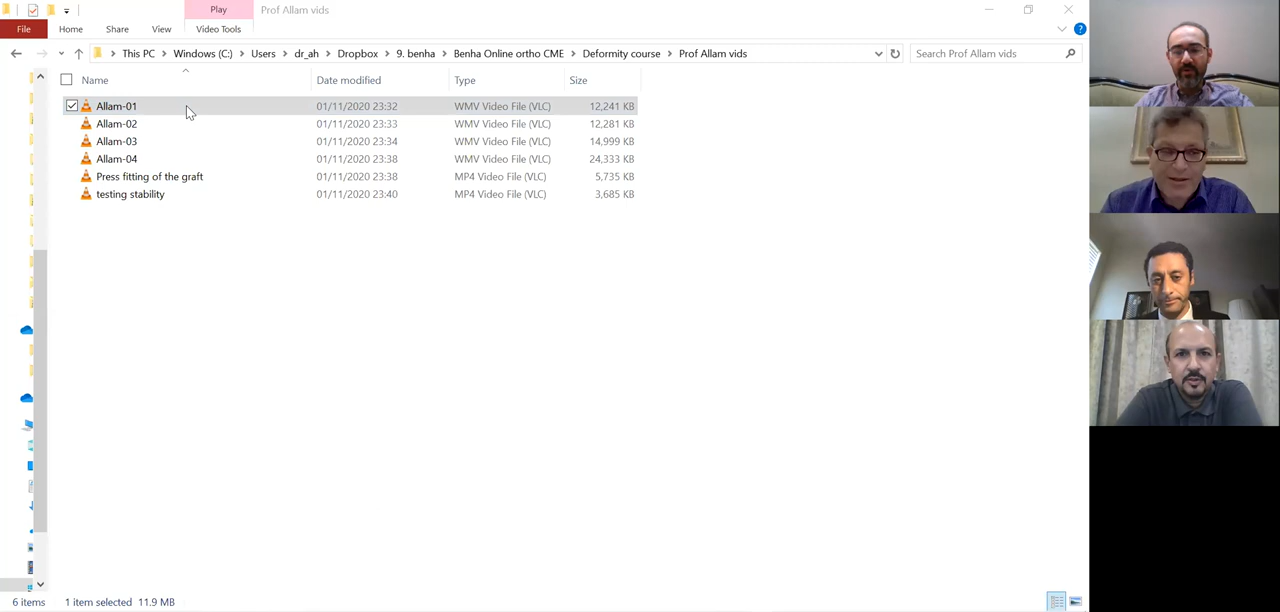 Play
Prof Allam vids
File
Home
Share
View
Video Tools
This PC > Windows (C:) > Users > dr_ah > Dropbox > 9. benha > Benha Online ortho CME > Deformity course > Prof Allam vids
Search Prof Allam vids
Name Date modified Type Size
Allam-01 01/11/2020 23:32 WMV Video File (VLC) 12,241 KB
Allam-02 01/11/2020 23:33 WMV Video File (VLC) 12,281 KB
Allam-03 01/11/2020 23:34 WMV Video File (VLC) 14,999 KB
Allam-04 01/11/2020 23:38 WMV Video File (VLC) 24,333 KB
Press fitting of the graft 01/11/2020 23:38 MP4 Video File (VLC) 5,735 KB
testing stability 01/11/2020 23:40 MP4 Video File (VLC) 3,685 KB
6 items 1 item selected 11.9 MB